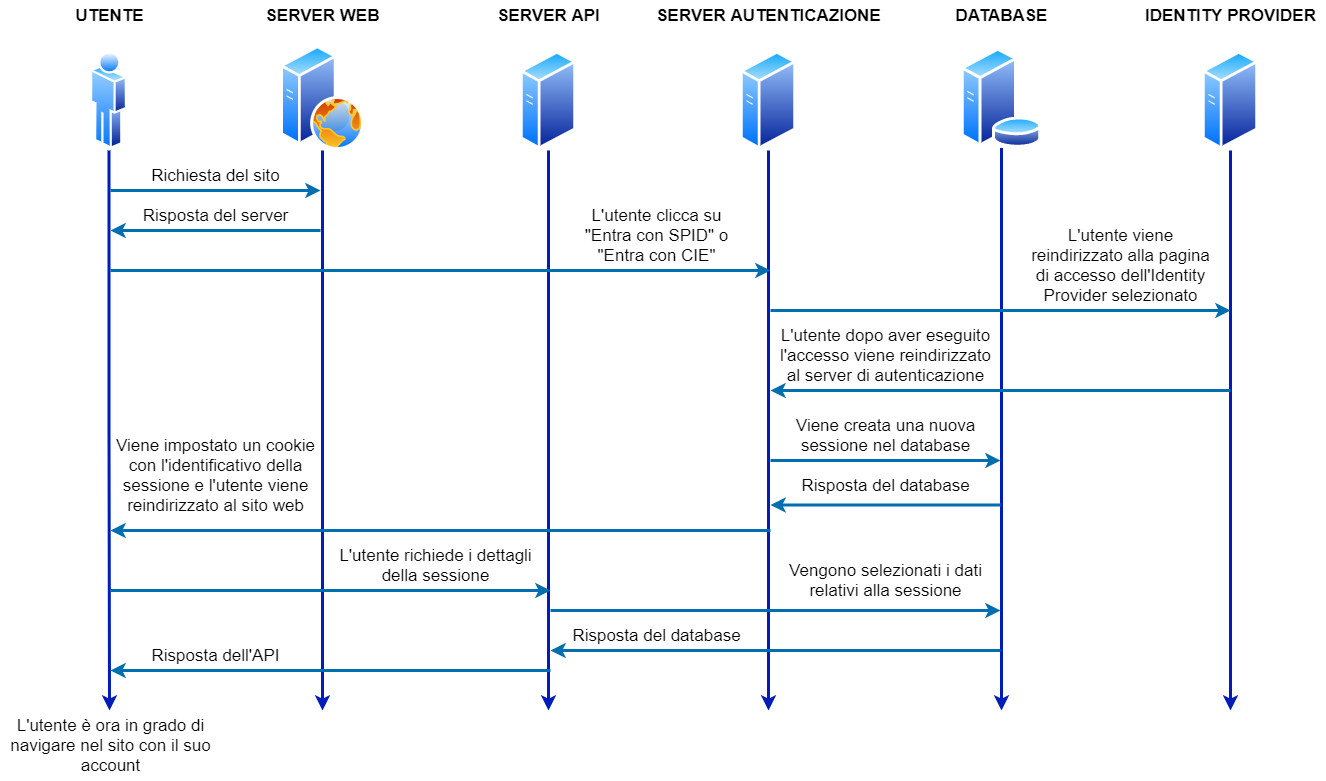 UTENTE
SERVER WEB
SERVER API
SERVER AUTENTICAZIONE
DATABASE
IDENTITY PROVIDER
Richiesta del sito
Risposta del server
L'utente clicca su
"Entra con SPID" o
"Entra con CIE"
L'utente viene
reindirizzato alla pagina
di accesso dell'Identity
Provider selezionato
L'utente dopo aver eseguito
l'accesso viene reindirizzato
al server di autenticazione
Viene creata una nuova
sessione nel database
Risposta del database
Viene impostato un cookie
con l'identificativo della
sessione e l'utente viene
reindirizzato al sito web
L'utente richiede i dettagli
della sessione
Vengono selezionati i dati
relativi alla sessione
Risposta del database
Risposta dell'API
L'utente è ora in grado di
navigare nel sito con il suo
account